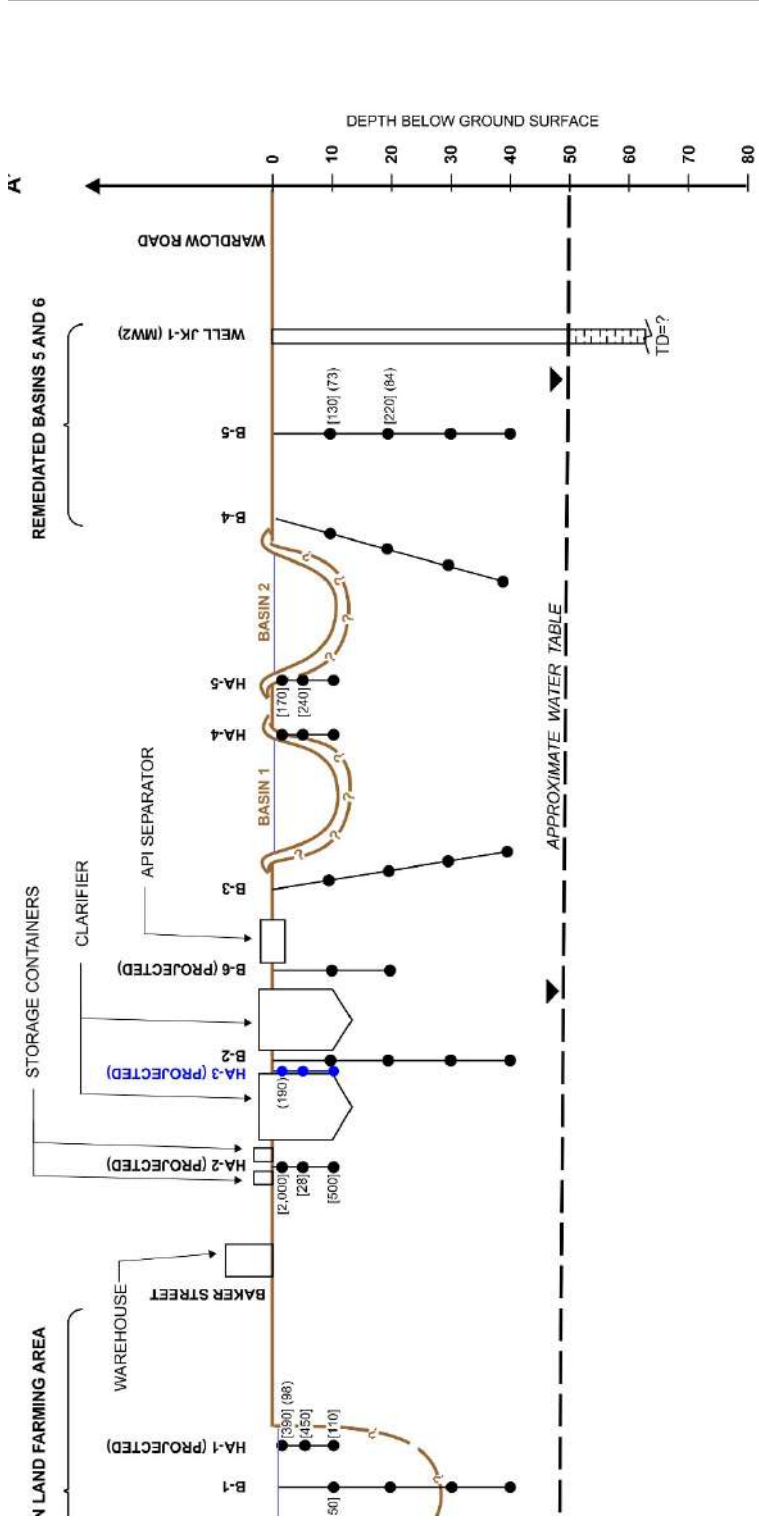 A'
DEPTH BELOW GROUND SURFACE
0
10
20
30
40
50
60
70
80
WARDLOW ROAD
REMEDIATED BASINS 5 AND 6
WELL JK-1 (MW2)
TD=?
B-5
[130] (73)
[220] (84)
B-4
BASIN 2
?
?
?
?
HA-5
[170]
[240]
HA-4
APPROXIMATE WATER TABLE
BASIN 1
?
?
?
?
API SEPARATOR
B-3
CLARIFIER
STORAGE CONTAINERS
B-6 (PROJECTED)
B-2
HA-3 (PROJECTED)
(190)
HA-2 (PROJECTED)
[2,000]
[28]
[500]
WAREHOUSE
BAKER STREET
N LAND FARMING AREA
HA-1 (PROJECTED)
[390] (98)
[450]
[110]
?
?
B-1
50]